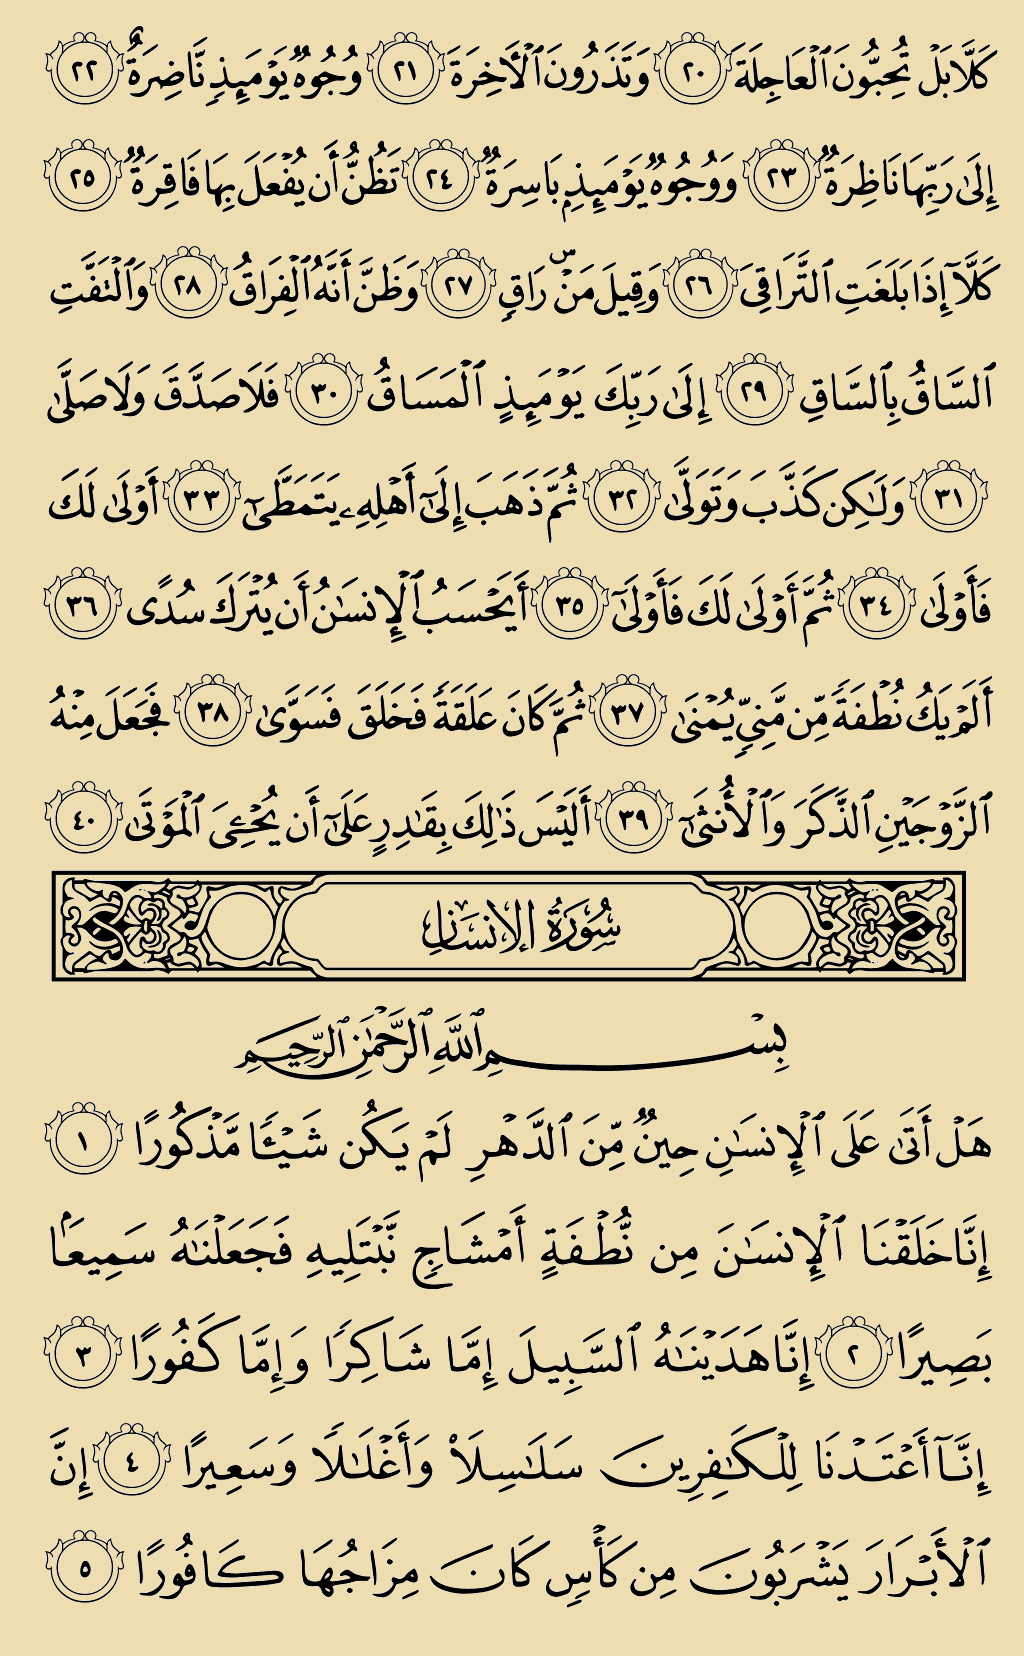 كَلَّا بَلْ تُحِبُّونَ ٱلْعَاجِلَةَ ٢٠ وَتَذَرُونَ ٱلْأٓخِرَةَ ٢١ وُجُوهٌ يَوْمَئِذٍ نَّاضِرَةٌ ٢٢
إِلَىٰ رَبِّهَا نَاظِرَةٌ ٢٣ وَوُجُوهٌ يَوْمَئِذِۭ بَاسِرَةٌ ٢٤ تَظُنُّ أَن يُفْعَلَ بِهَا فَاقِرَةٌ ٢٥
كَلَّآ إِذَا بَلَغَتِ ٱلتَّرَاقِيَ ٢٦ وَقِيلَ مَنْۜ رَاقٍ ٢٧ وَظَنَّ أَنَّهُ ٱلْفِرَاقُ ٢٨ وَٱلْتَفَّتِ
ٱلسَّاقُ بِٱلسَّاقِ ٢٩ إِلَىٰ رَبِّكَ يَوْمَئِذٍ ٱلْمَسَاقُ ٣٠ فَلَا صَدَّقَ وَلَا صَلَّىٰ
٣١ وَلَٰكِن كَذَّبَ وَتَوَلَّىٰ ٣٢ ثُمَّ ذَهَبَ إِلَىٰٓ أَهْلِهِۦ يَتَمَطَّىٰٓ ٣٣ أَوْلَىٰ لَكَ
فَأَوْلَىٰ ٣٤ ثُمَّ أَوْلَىٰ لَكَ فَأَوْلَىٰٓ ٣٥ أَيَحْسَبُ ٱلْإِنسَٰنُ أَن يُتْرَكَ سُدًى ٣٦
أَلَمْ يَكُ نُطْفَةً مِّن مَّنِيٍّ يُمْنَىٰ ٣٧ ثُمَّ كَانَ عَلَقَةً فَخَلَقَ فَسَوَّىٰ ٣٨ فَجَعَلَ مِنْهُ
ٱلزَّوْجَيْنِ ٱلذَّكَرَ وَٱلْأُنثَىٰٓ ٣٩ أَلَيْسَ ذَٰلِكَ بِقَٰدِرٍ عَلَىٰٓ أَن يُحْـِۧيَ ٱلْمَوْتَىٰ ٤٠
سُورَةُ الإِنسَانِ
بِسْمِ ٱللَّهِ ٱلرَّحْمَٰنِ ٱلرَّحِيمِ
هَلْ أَتَىٰ عَلَى ٱلْإِنسَٰنِ حِينٌ مِّنَ ٱلدَّهْرِ لَمْ يَكُن شَيْـًٔا مَّذْكُورًا ١
إِنَّا خَلَقْنَا ٱلْإِنسَٰنَ مِن نُّطْفَةٍ أَمْشَاجٍ نَّبْتَلِيهِ فَجَعَلْنَٰهُ سَمِيعَۢا
بَصِيرًا ٢ إِنَّا هَدَيْنَٰهُ ٱلسَّبِيلَ إِمَّا شَاكِرًا وَإِمَّا كَفُورًا ٣
إِنَّآ أَعْتَدْنَا لِلْكَٰفِرِينَ سَلَٰسِلَا۟ وَأَغْلَٰلًا وَسَعِيرًا ٤ إِنَّ
ٱلْأَبْرَارَ يَشْرَبُونَ مِن كَأْسٍ كَانَ مِزَاجُهَا كَافُورًا ٥